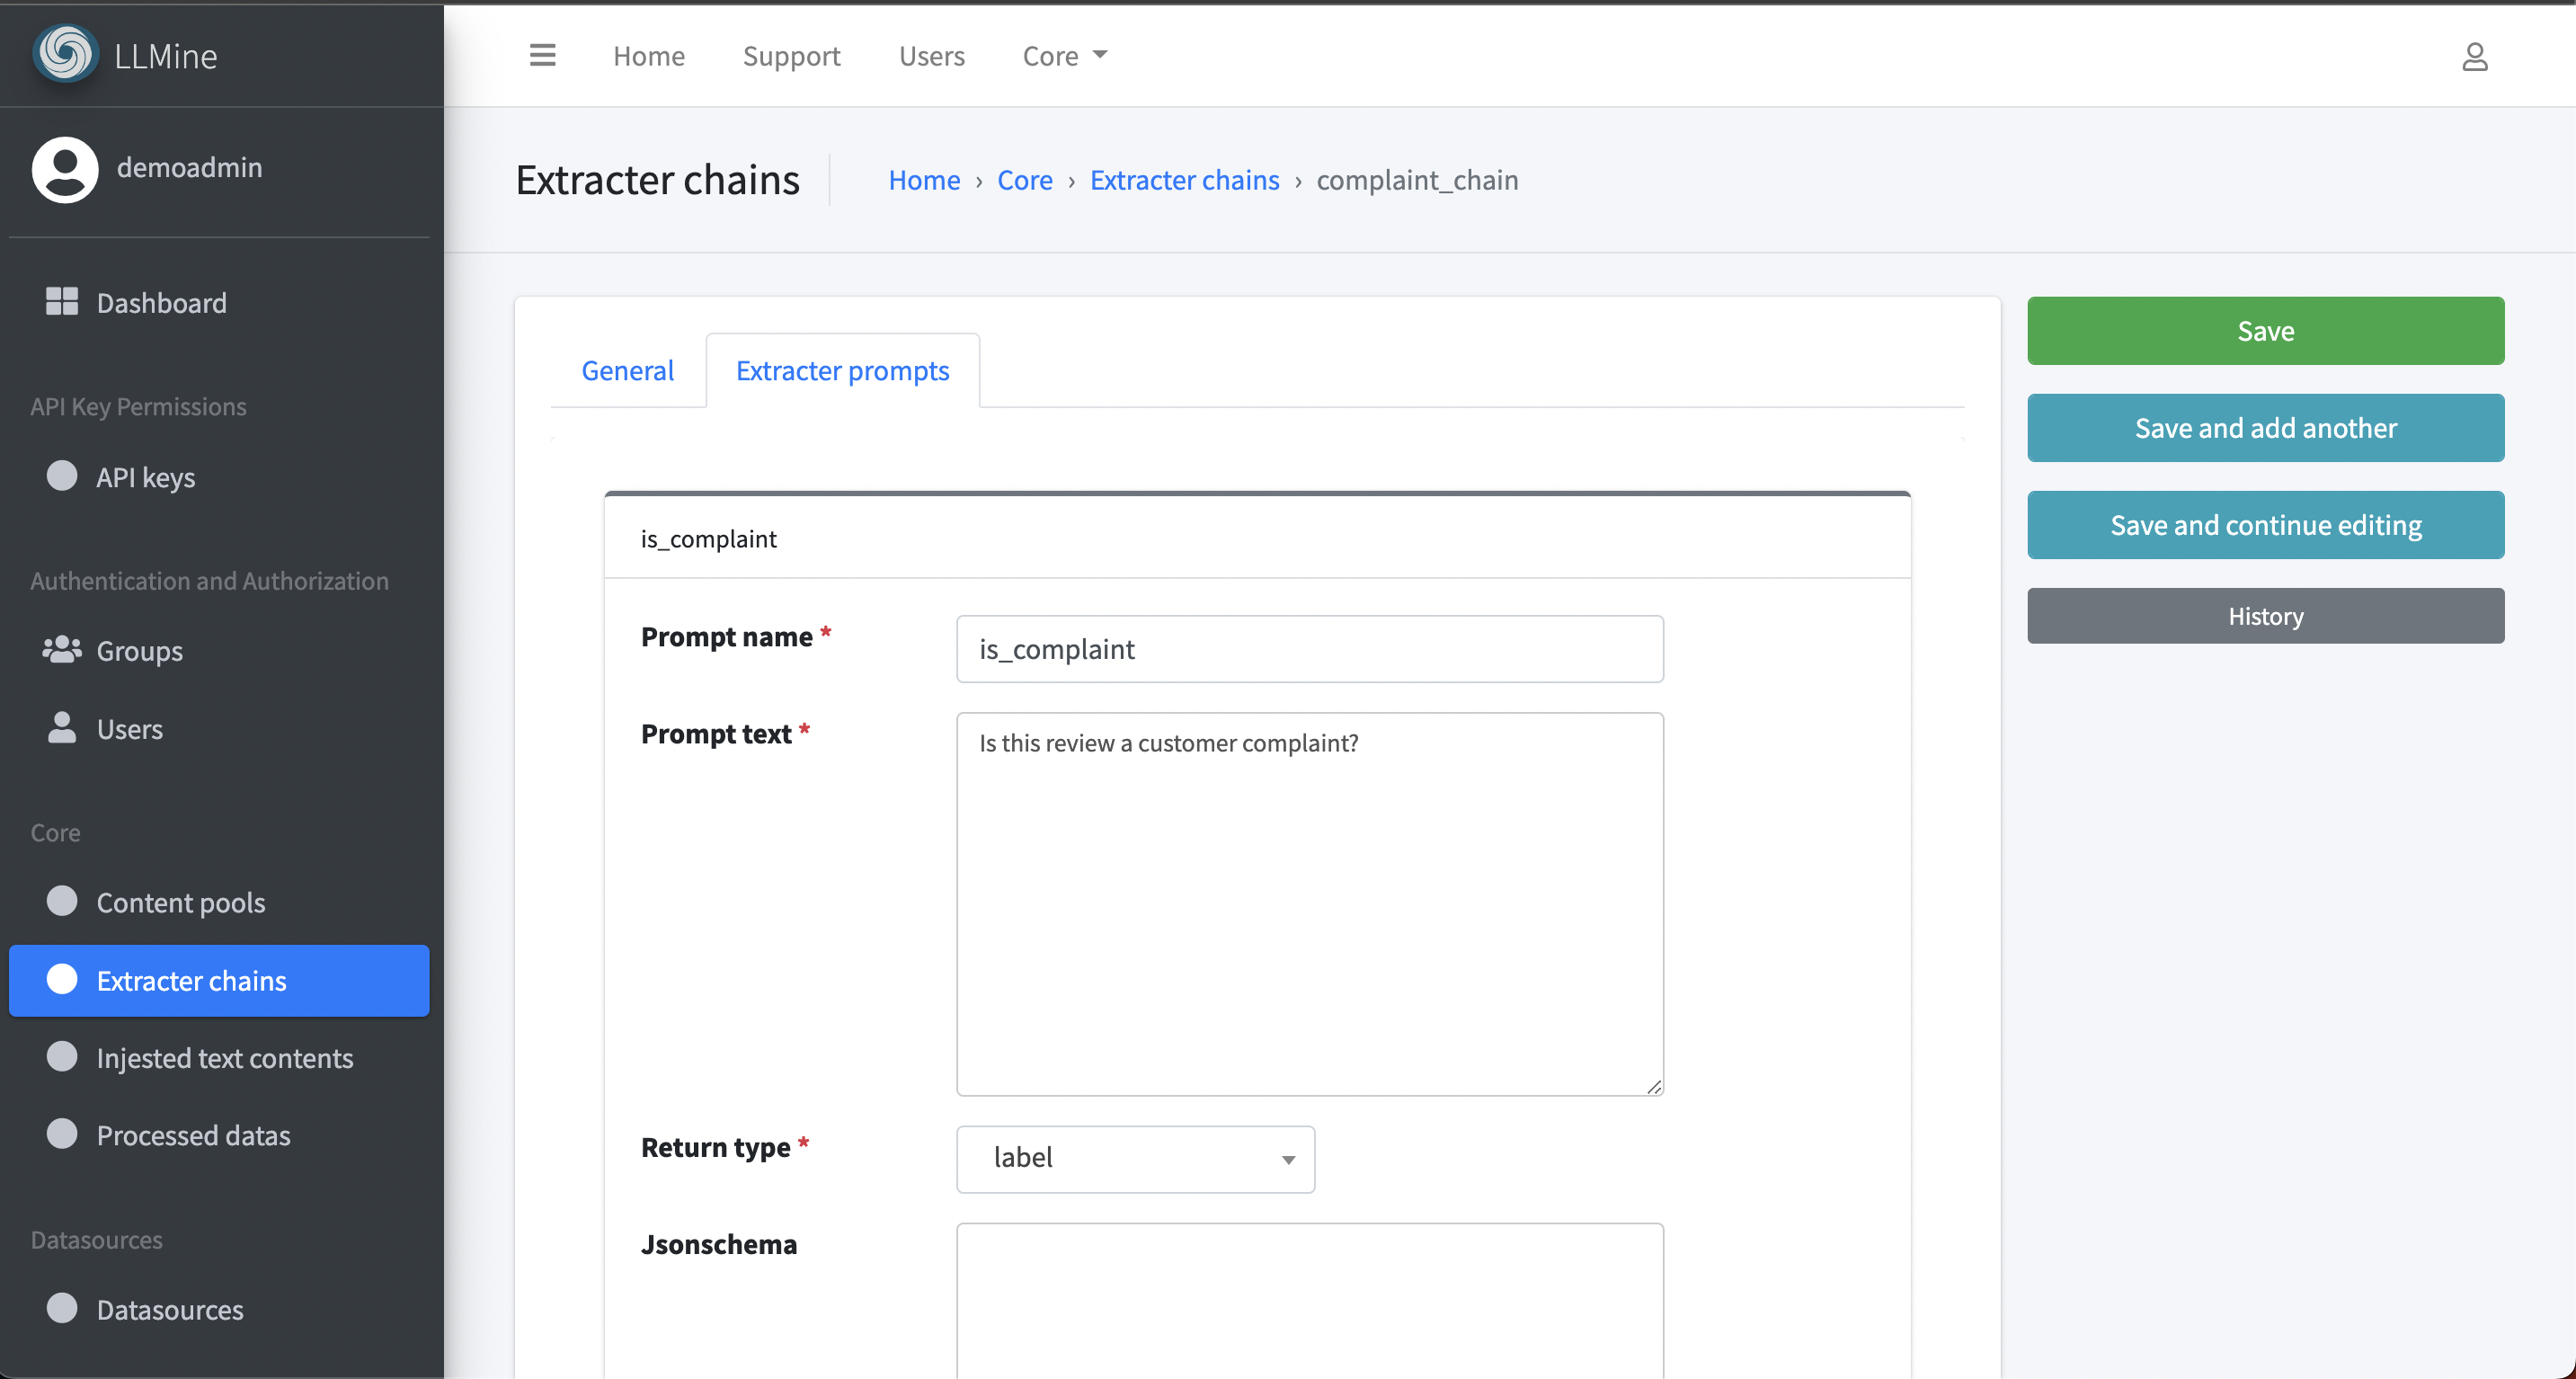 LLMine
Home Support Users Core
demoadmin
Extracter chains
Home › Core › Extracter chains › complaint_chain
Dashboard
API Key Permissions
API keys
Authentication and Authorization
Groups
Users
Core
Content pools
Extracter chains
Injested text contents
Processed datas
Datasources
Datasources
General
Extracter prompts
is_complaint
Prompt name *
is_complaint
Prompt text *
Is this review a customer complaint?
Return type *
label
Jsonschema
Save
Save and add another
Save and continue editing
History